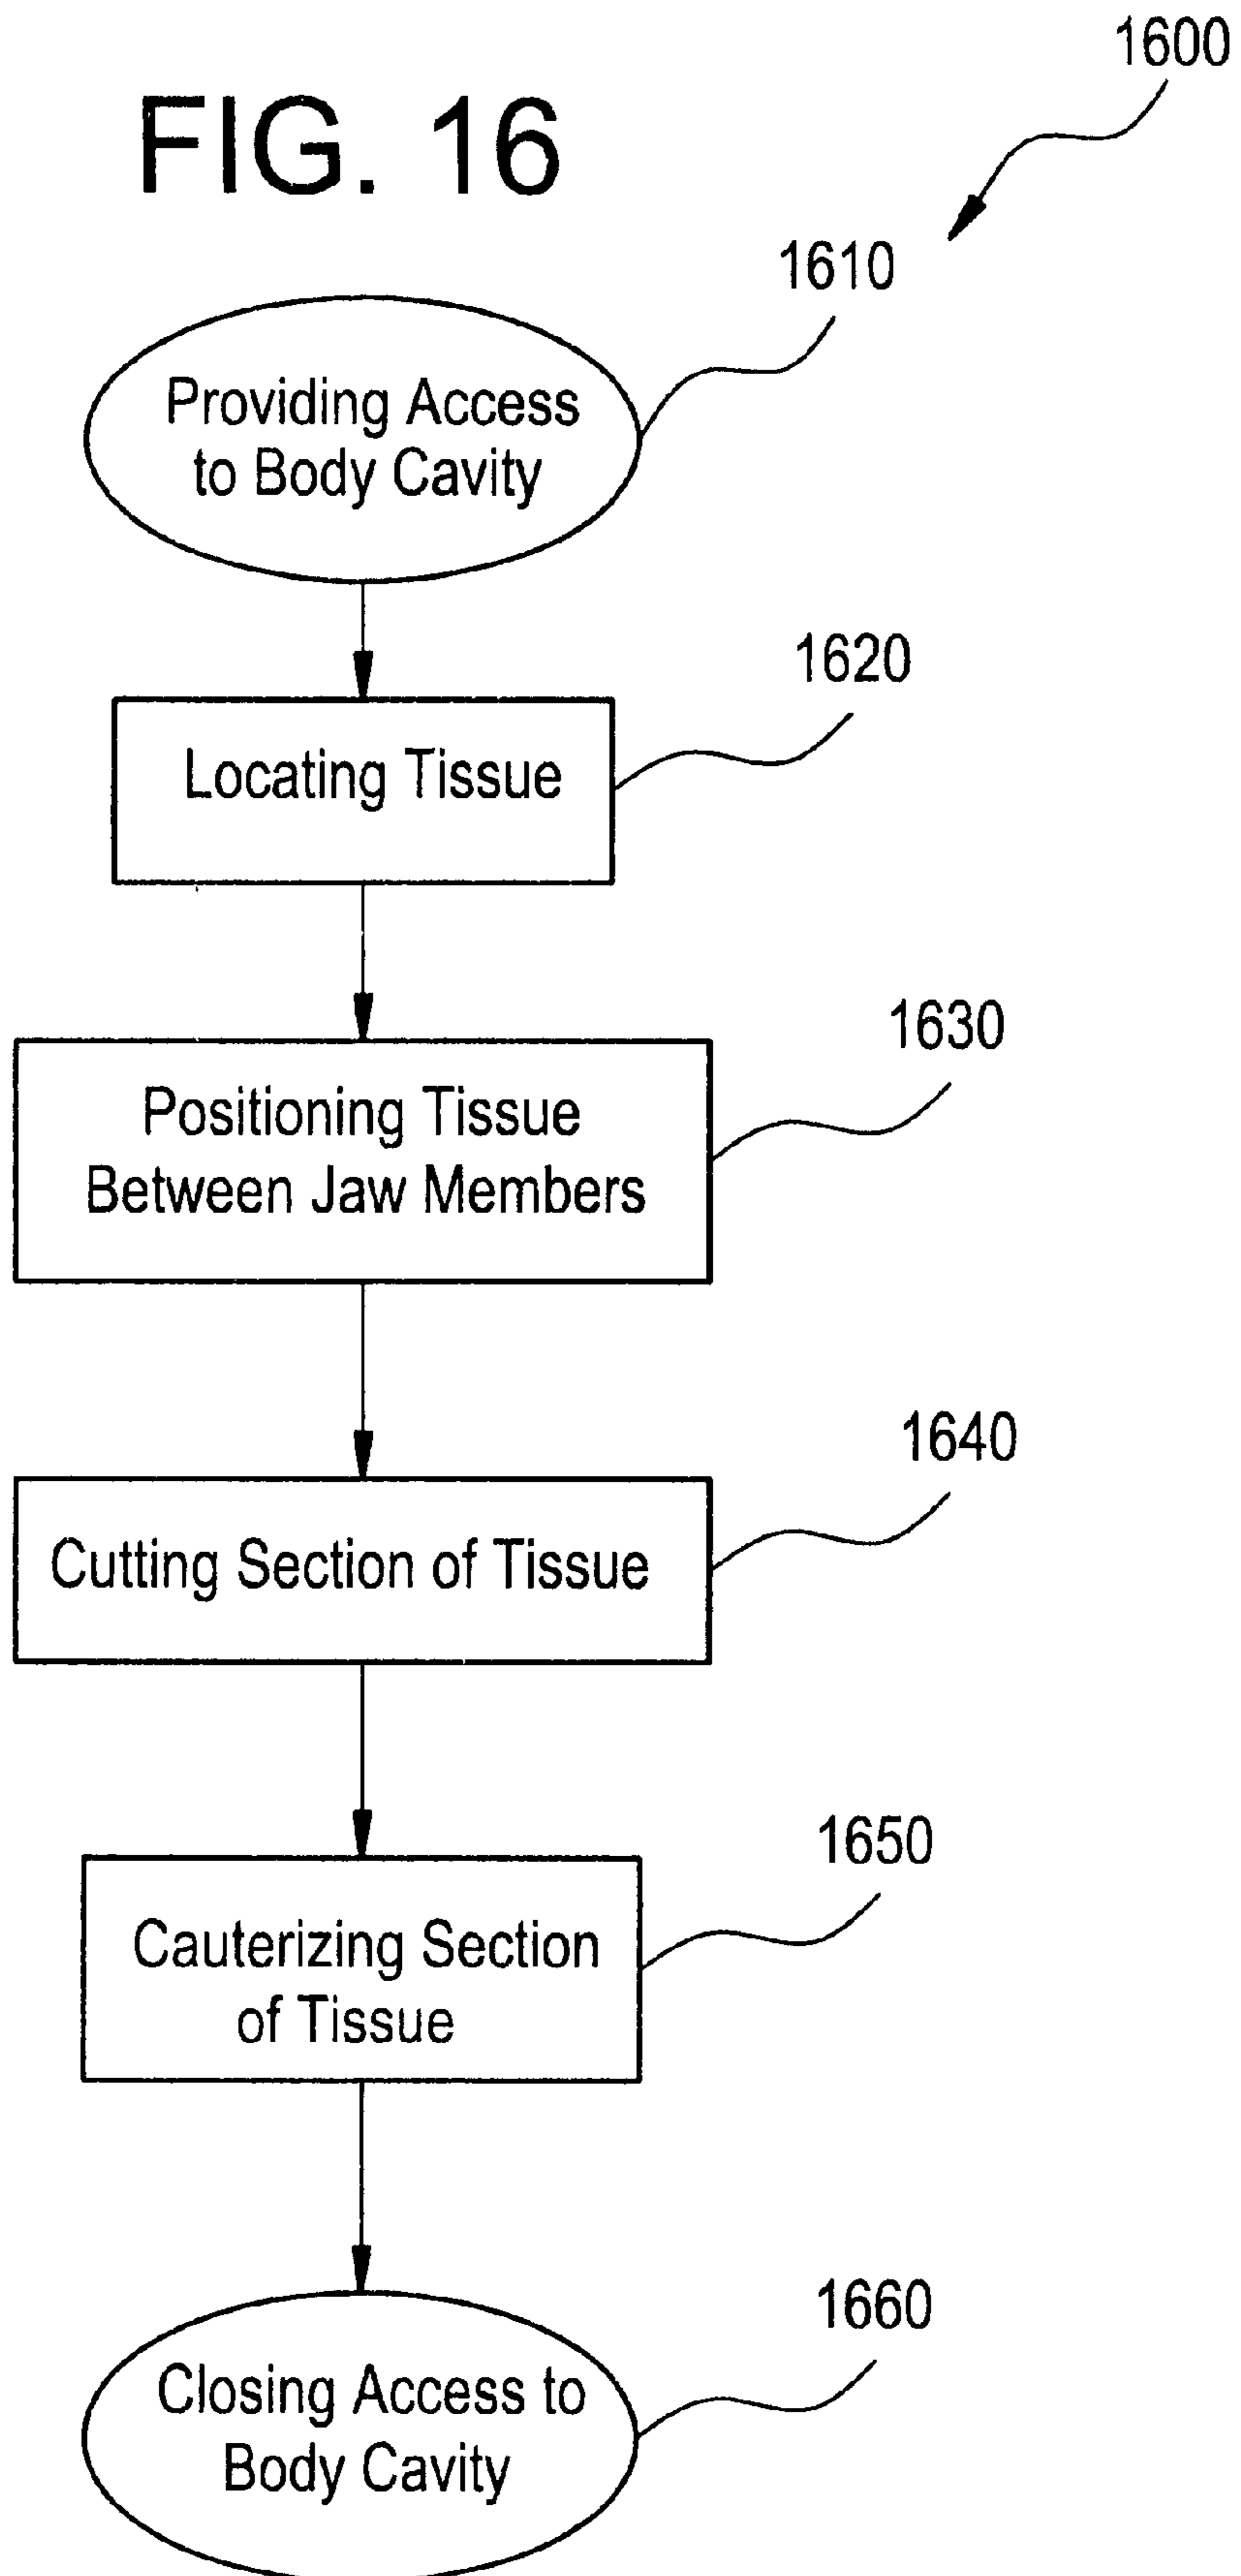 1600
FIG. 16
1610
Providing Access
to Body Cavity
1620
Locating Tissue
1630
Positioning Tissue
Between Jaw Members
1640
Cutting Section of Tissue
1650
Cauterizing Section
of Tissue
1660
Closing Access to
Body Cavity